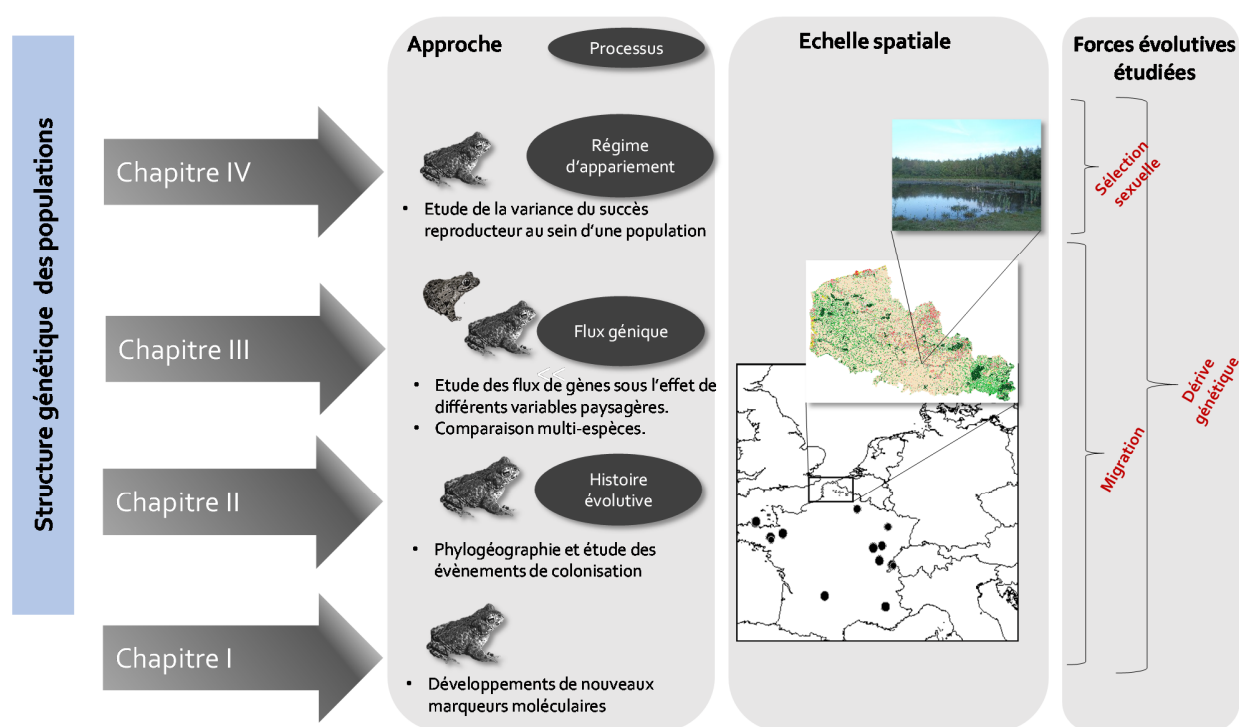 Structure génétique des populations
Chapitre IV
Chapitre III
Chapitre II
Chapitre I
Approche
Processus
Régime
d'appariement
• Etude de la variance du succès
reproducteur au sein d'une population
Flux génique
• Etude des flux de gènes sous l'effet de
différents variables paysagères.
• Comparaison multi-espèces.
Histoire
évolutive
• Phylogéographie et étude des
évènements de colonisation
• Développements de nouveaux
marqueurs moléculaires
Echelle spatiale
Forces évolutives
étudiées
Sélection
sexuelle
Migration
Dérive
génétique